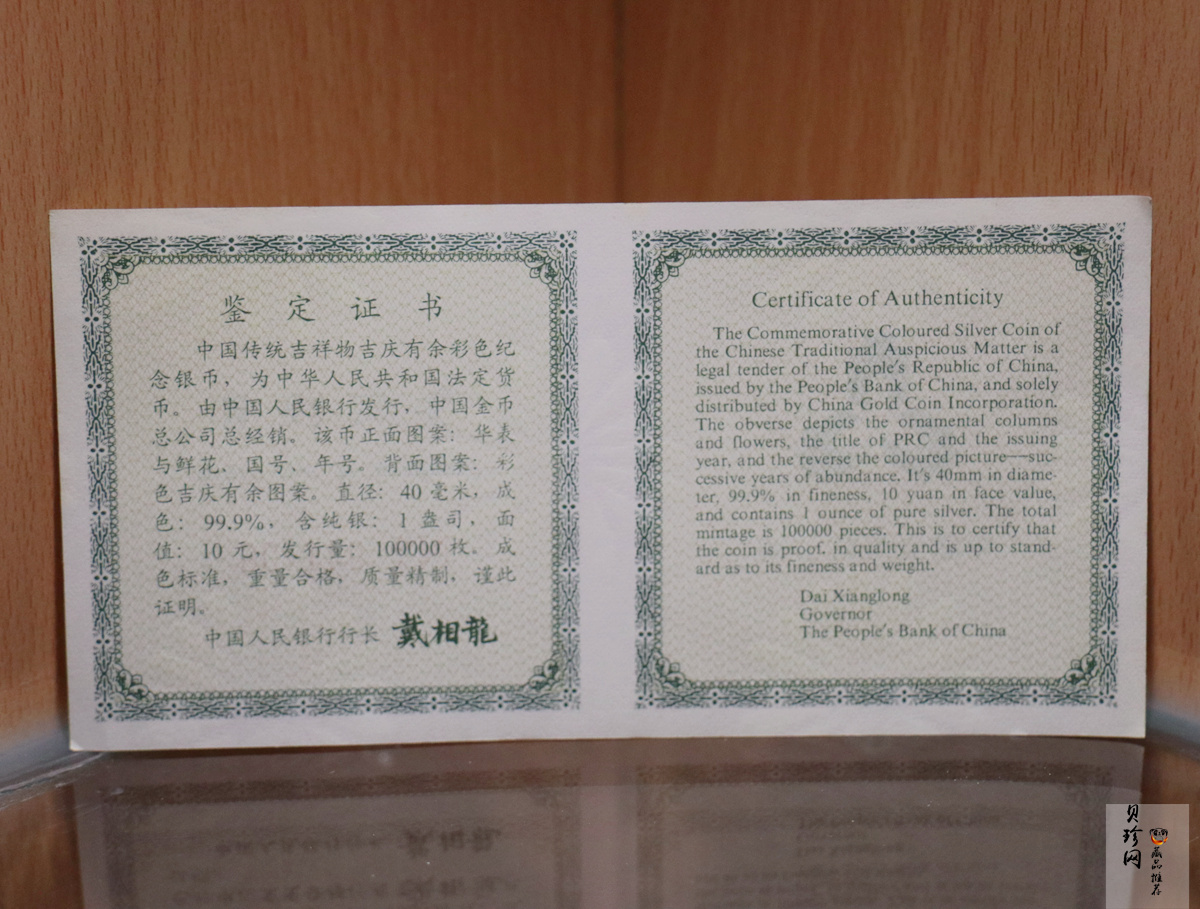 鉴 定 证 书
中国传统吉祥物吉庆有余彩色纪
念银币，为中华人民共和国法定货
币。由中国人民银行发行，中国金币
总公司总经销。该币正面图案：华表
与鲜花、国号、年号。背面图案：彩
色吉庆有余图案。直径：40 毫米，成
色：99.9%，含纯银：1 盎司，面
值：10 元，发行量：100000 枚。成
色标准，重量合格，质量精制，谨此
证明。
中国人民银行行长 戴相龍
Certificate of Authenticity
The Commemorative Coloured Silver Coin of
the Chinese Traditional Auspicious Matter is a
legal tender of the People's Republic of China,
issued by the People's Bank of China, and solely
distributed by China Gold Coin Incorporation.
The obverse depicts the ornamental columns
and flowers, the title of PRC and the issuing
year, and the reverse the coloured picture—suc-
cessive years of abundance. It's 40mm in diame-
ter, 99.9% in fineness, 10 yuan in face value,
and contains 1 ounce of pure silver. The total
mintage is 100000 pieces. This is to certify that
the coin is proof. in quality and is up to stand-
ard as to its fineness and weight.
Dai Xianglong
Governor
The People's Bank of China
贝珍网
藏品推荐